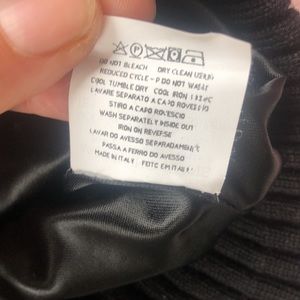 DO NOT BLEACH DRY CLEAN
REDUCED CYCLE - P DO NOT WASH
COOL TUMBLE DRY COOL IRON
LAVARE SEPARATO A CAPO ROVESCIO
STIRO A CAPO ROVESCIO
WASH SEPARATELY INSIDE OUT
IRON ON REVERSE
LAVAR DO AVESSO SEPARADAMENTE
PASSA A FERRO DO AVESSO
MADE IN ITALY